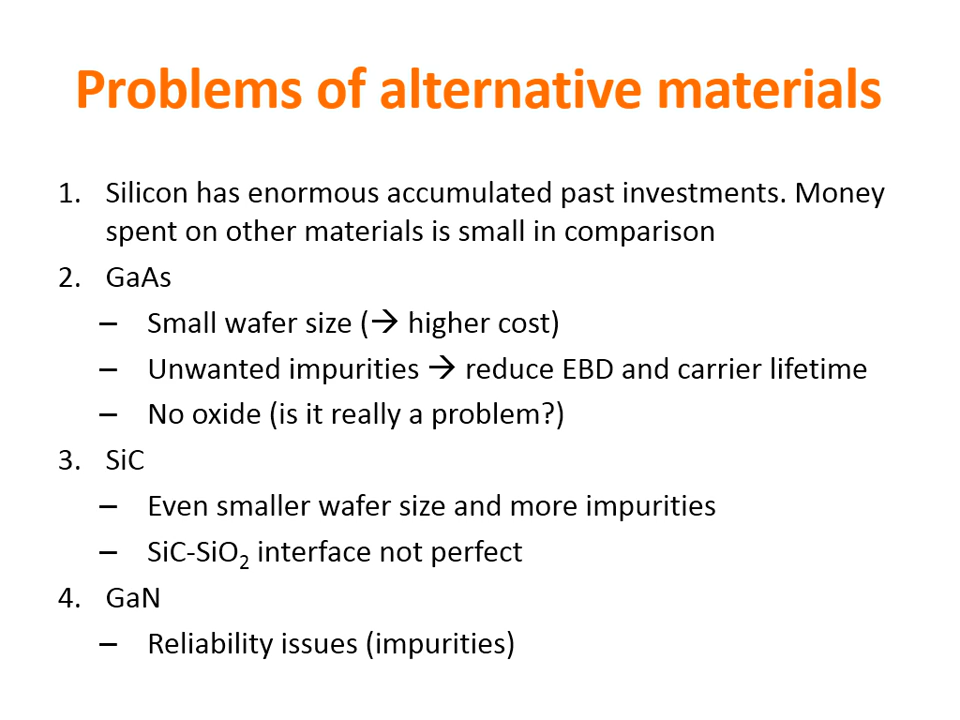 Problems of alternative materials
1. Silicon has enormous accumulated past investments. Money
spent on other materials is small in comparison
2. GaAs
– Small wafer size (→ higher cost)
– Unwanted impurities → reduce EBD and carrier lifetime
– No oxide (is it really a problem?)
3. SiC
– Even smaller wafer size and more impurities
– SiC-SiO₂ interface not perfect
4. GaN
– Reliability issues (impurities)